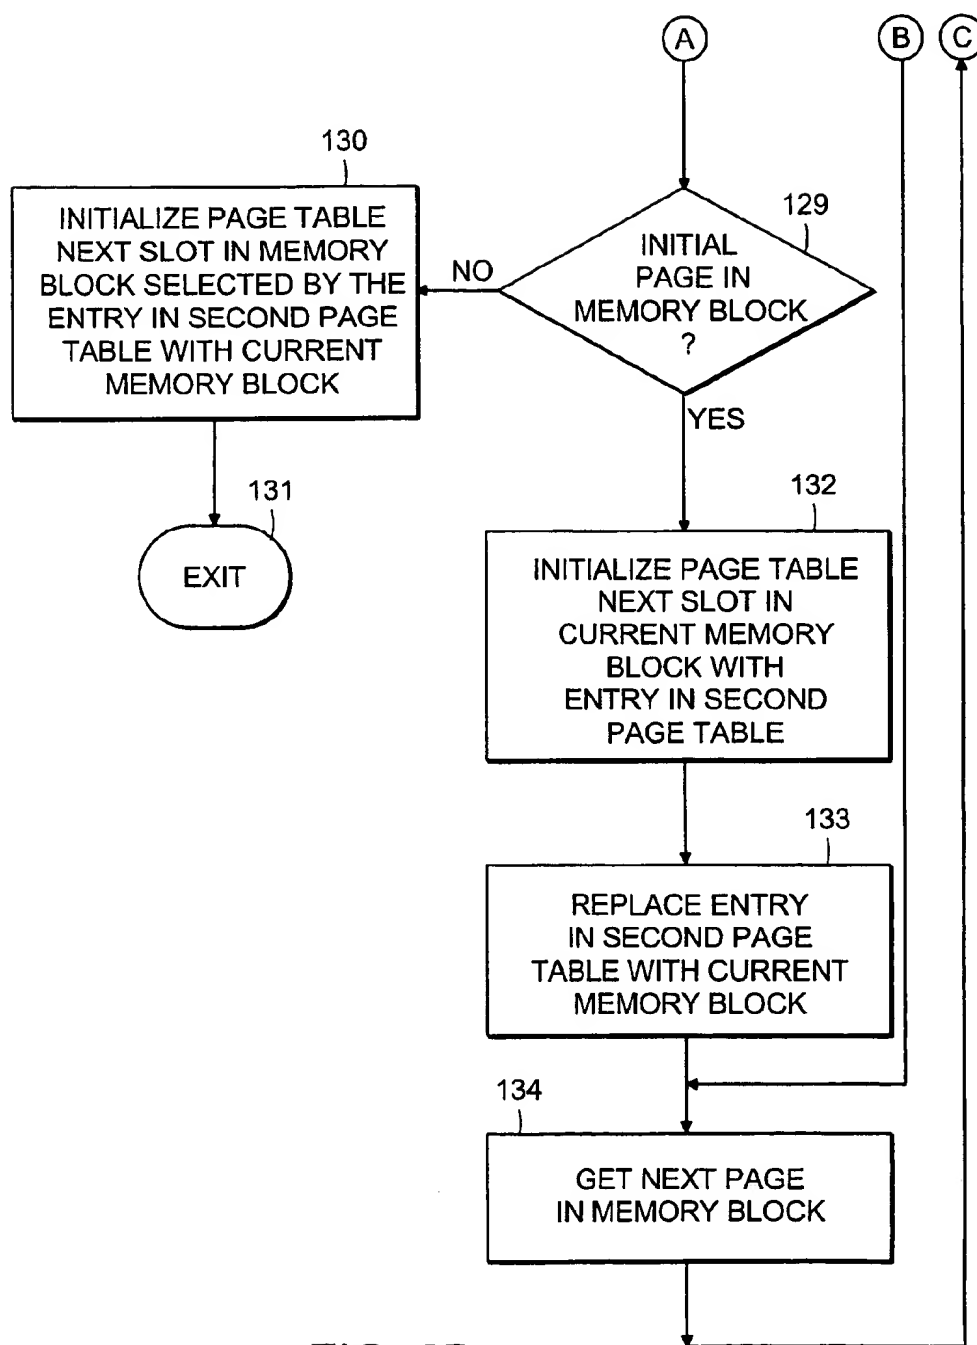 A
B
C
130
INITIALIZE PAGE TABLE
NEXT SLOT IN MEMORY
BLOCK SELECTED BY THE
ENTRY IN SECOND PAGE
TABLE WITH CURRENT
MEMORY BLOCK
129
INITIAL
PAGE IN
MEMORY BLOCK
?
NO
YES
131
EXIT
132
INITIALIZE PAGE TABLE
NEXT SLOT IN
CURRENT MEMORY
BLOCK WITH
ENTRY IN SECOND
PAGE TABLE
133
REPLACE ENTRY
IN SECOND PAGE
TABLE WITH CURRENT
MEMORY BLOCK
134
GET NEXT PAGE
IN MEMORY BLOCK